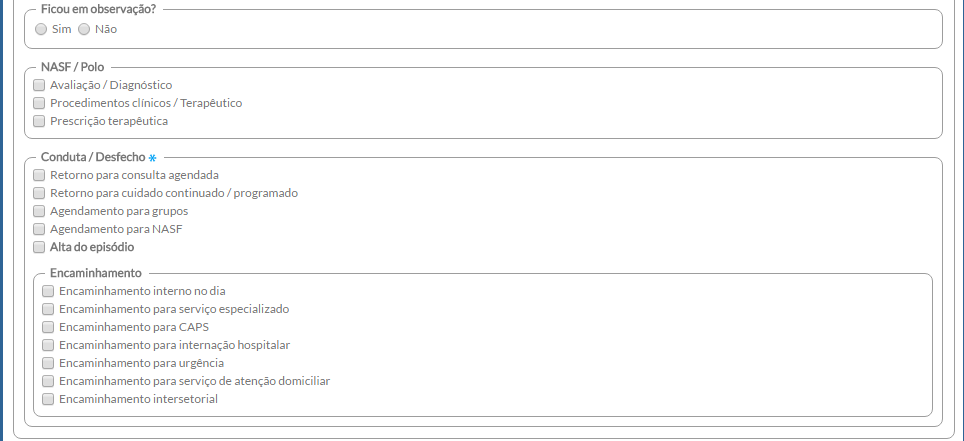 Ficou em observação?
Sim Não
NASF / Polo
Avaliação / Diagnóstico
Procedimentos clínicos / Terapêutico
Prescrição terapêutica
Conduta / Desfecho *
Retorno para consulta agendada
Retorno para cuidado continuado / programado
Agendamento para grupos
Agendamento para NASF
Alta do episódio
Encaminhamento
Encaminhamento interno no dia
Encaminhamento para serviço especializado
Encaminhamento para CAPS
Encaminhamento para internação hospitalar
Encaminhamento para urgência
Encaminhamento para serviço de atenção domiciliar
Encaminhamento intersetorial